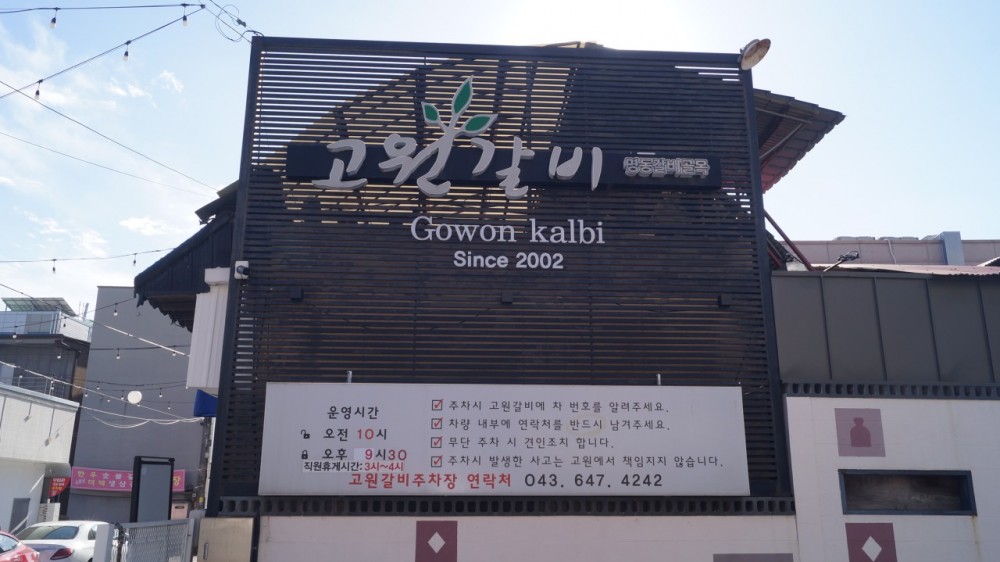 고원갈비 명동갈비골목
Gowon kalbi
Since 2002
운영시간
오전 10시
오후 9시30
직원휴게시간: 3시~4시
주차시 고원갈비에 차 번호를 알려주세요.
차량 내부에 연락처를 반드시 남겨주세요.
무단 주차 시 견인조치 합니다.
주차시 발생한 사고는 고원에서 책임지지 않습니다.
고원갈비주차장 연락처 043. 647. 4242